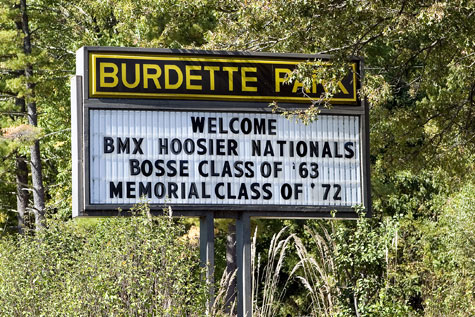 BURDETTE PARK
WELCOME
BMX HOOSIER NATIONALS
BOSSE CLASS OF '63
MEMORIAL CLASS OF '72